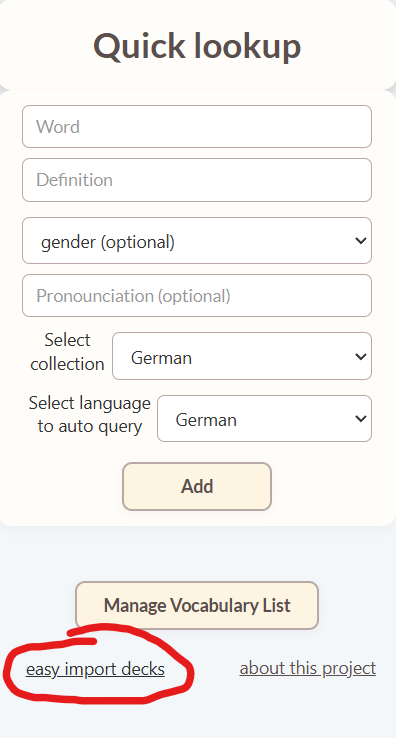 Quick lookup
Word
Definition
gender (optional)
Pronounciation (optional)
Select
collection
German
Select language
to auto query
German
Add
Manage Vocabulary List
easy import decks
about this project